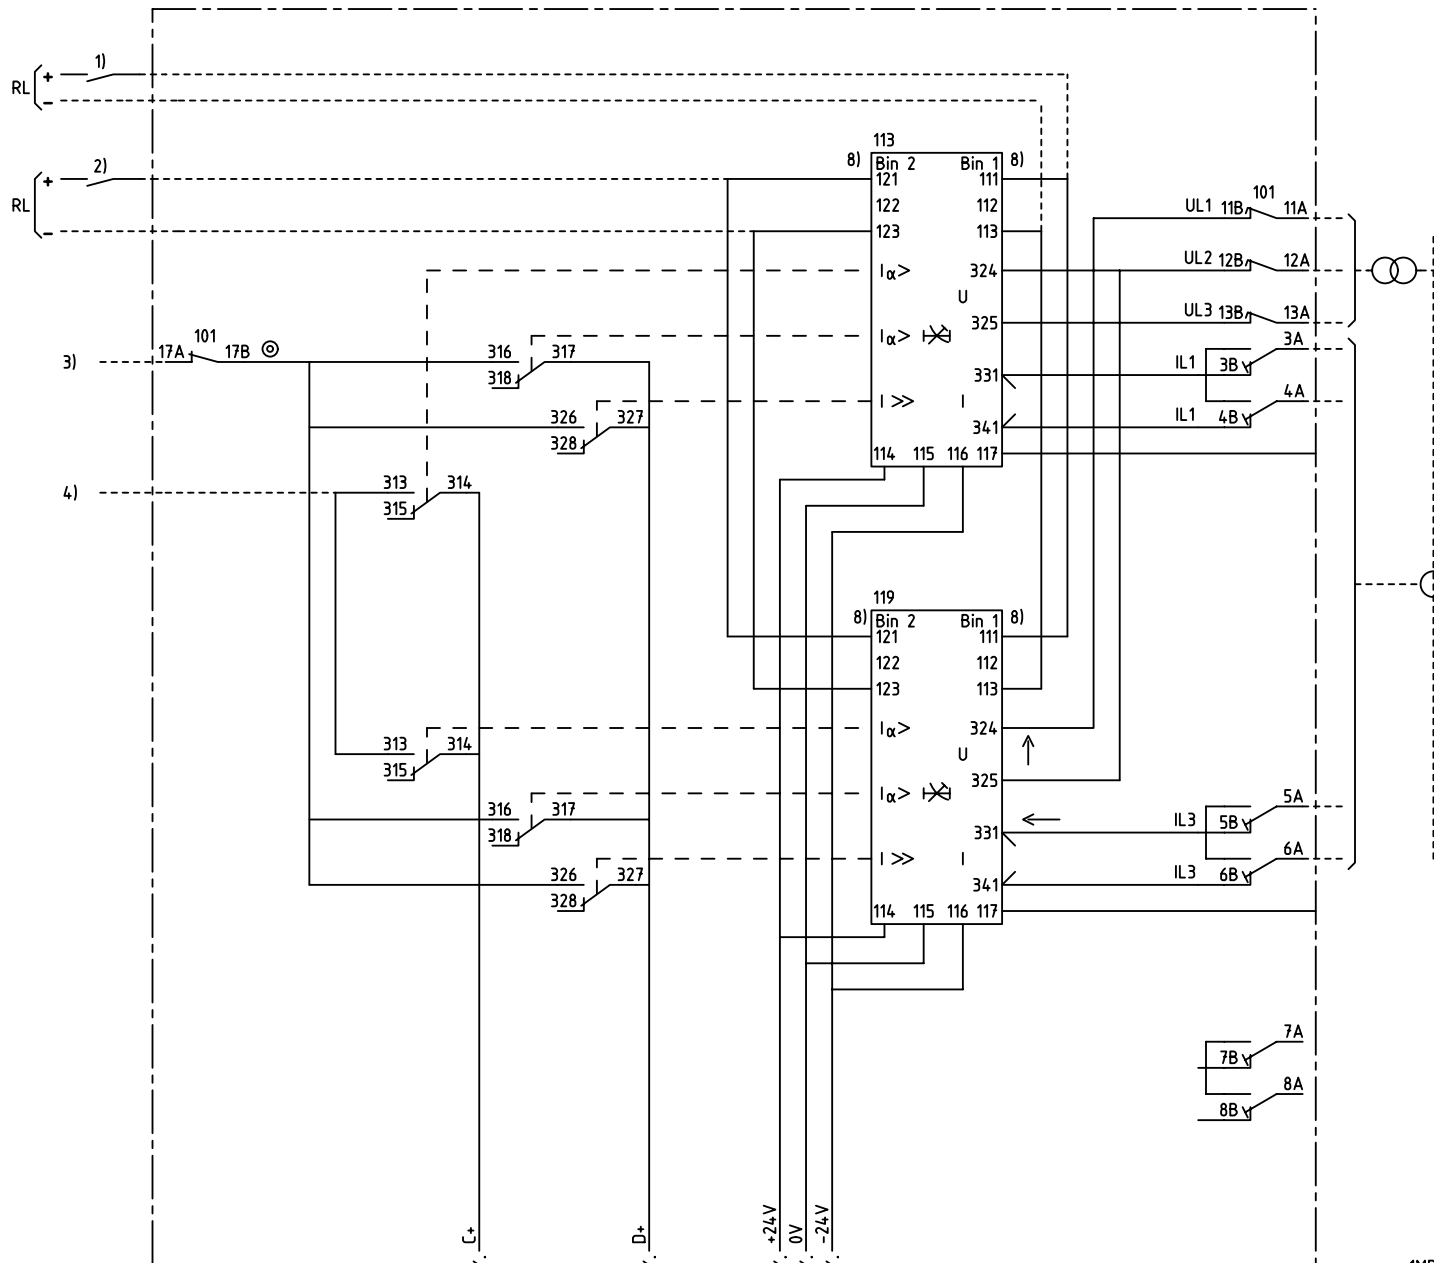 1)
RL + −
2)
RL + −
113
8) Bin 2 Bin 1 8)
121 111
122 112
123 113
Iα> 324
U
Iα> 325
331
I >> I
341
114 115 116 117
101
UL1 11B 11A
UL2 12B 12A
UL3 13B 13A
3A
IL1 3B
4A
IL1 4B
3) 17A 101 17B
316 317
318
326 327
328
4)
313 314
315
119
8) Bin 2 Bin 1 8)
121 111
122 112
123 113
Iα> 324
U
325
Iα>
331
I >> I
341
114 115 116 117
313 314
315
316 317
318
326 327
328
5A
IL3 5B
6A
IL3 6B
7A
7B
8A
8B
C+
D+
+24V
0V
-24V